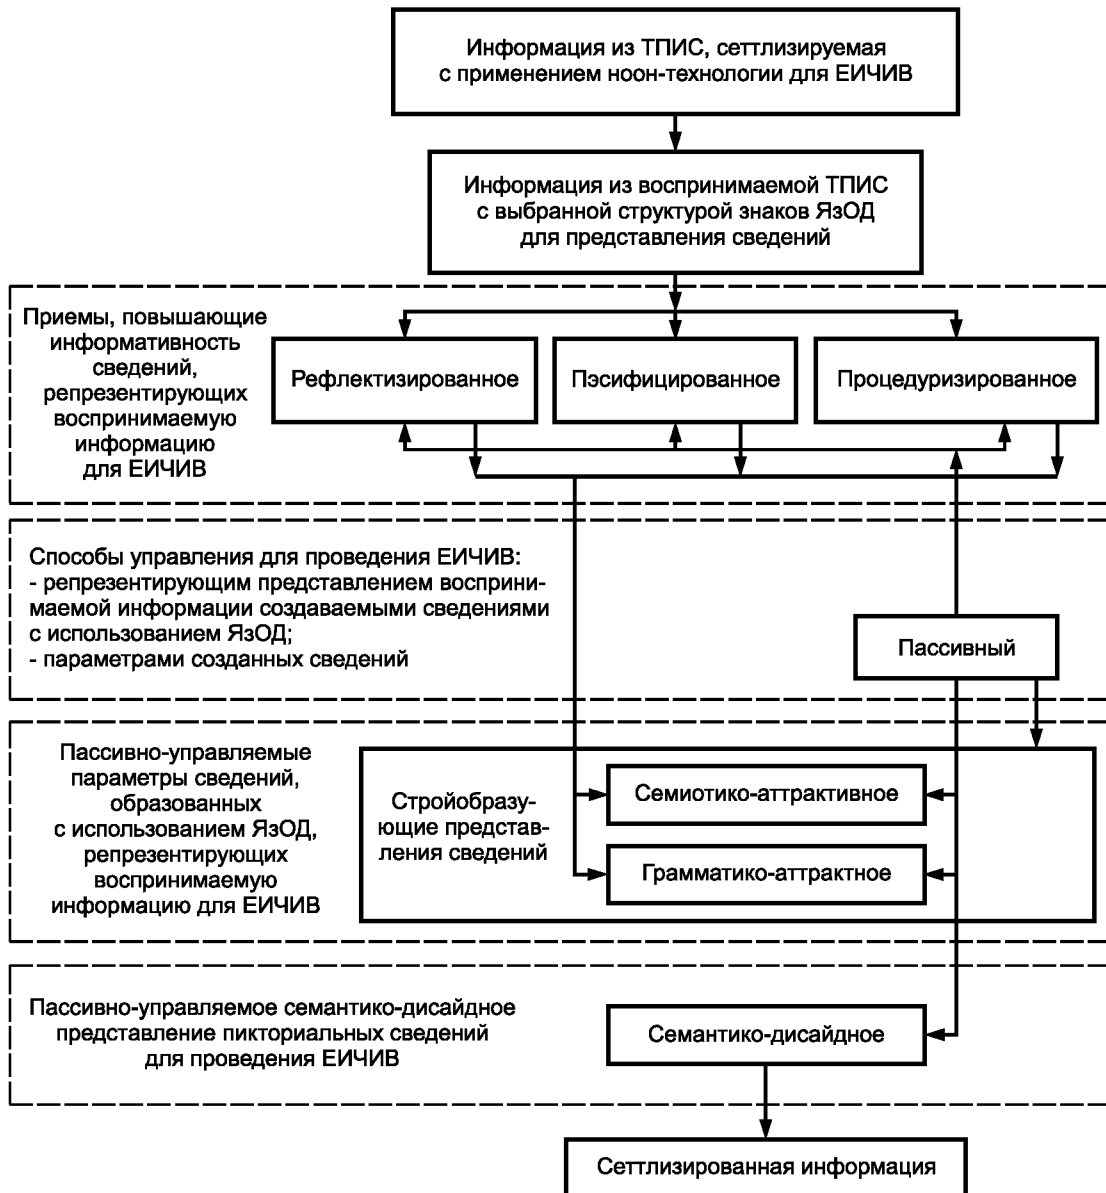 Информация из ТПИС, сеттлизируемая
с применением ноон-технологии для ЕИЧИВ
Информация из воспринимаемой ТПИС
с выбранной структурой знаков ЯзОД
для представления сведений
Приемы, повышающие
информативность
сведений,
репрезентирующих
воспринимаемую
информацию
для ЕИЧИВ
Рефлектизированное
Пэсифицированное
Процедуризированное
Способы управления для проведения ЕИЧИВ:
- репрезентирующим представлением восприни-
маемой информации создаваемыми сведениями
с использованием ЯзОД;
- параметрами созданных сведений
Пассивный
Пассивно-управляемые
параметры сведений,
образованных
с использованием ЯзОД,
репрезентирующих
воспринимаемую
информацию для ЕИЧИВ
Стройобразу-
ующие представ-
ления сведений
Семиотико-аттрактивное
Грамматико-аттрактное
Пассивно-управляемое семантико-дисайдное
представление пикториальных сведений
для проведения ЕИЧИВ
Семантико-дисайдное
Сеттлизированная информация